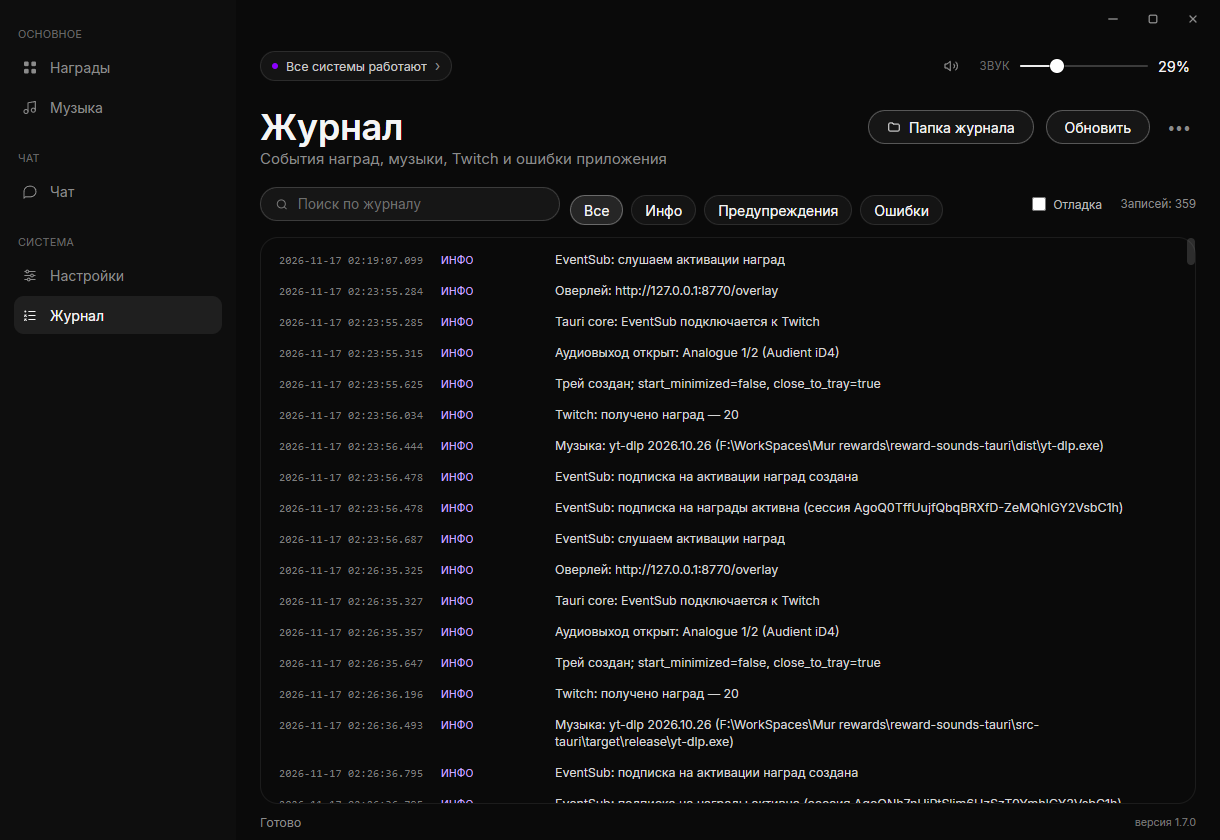 ОСНОВНОЕ
Награды
Музыка
ЧАТ
Чат
СИСТЕМА
Настройки
Журнал
Все системы работают ›
ЗВУК 29%
Журнал
Папка журнала Обновить
События наград, музыки, Twitch и ошибки приложения
Поиск по журналу Все Инфо Предупреждения Ошибки Отладка Записей: 359
2026-11-17 02:19:07.099 ИНФО EventSub: слушаем активации наград
2026-11-17 02:23:55.284 ИНФО Оверлей: http://127.0.0.1:8770/overlay
2026-11-17 02:23:55.285 ИНФО Tauri core: EventSub подключается к Twitch
2026-11-17 02:23:55.315 ИНФО Аудиовыход открыт: Analogue 1/2 (Audient iD4)
2026-11-17 02:23:55.625 ИНФО Трей создан; start_minimized=false, close_to_tray=true
2026-11-17 02:23:56.034 ИНФО Twitch: получено наград — 20
2026-11-17 02:23:56.444 ИНФО Музыка: yt-dlp 2026.10.26 (F:\WorkSpaces\Mur rewards\reward-sounds-tauri\dist\yt-dlp.exe)
2026-11-17 02:23:56.478 ИНФО EventSub: подписка на активации наград создана
2026-11-17 02:23:56.478 ИНФО EventSub: подписка на награды активна (сессия AgoQ0TffUujfQbqBRXfD-ZeMQhIGY2VsbC1h)
2026-11-17 02:23:56.687 ИНФО EventSub: слушаем активации наград
2026-11-17 02:26:35.325 ИНФО Оверлей: http://127.0.0.1:8770/overlay
2026-11-17 02:26:35.327 ИНФО Tauri core: EventSub подключается к Twitch
2026-11-17 02:26:35.357 ИНФО Аудиовыход открыт: Analogue 1/2 (Audient iD4)
2026-11-17 02:26:35.647 ИНФО Трей создан; start_minimized=false, close_to_tray=true
2026-11-17 02:26:36.196 ИНФО Twitch: получено наград — 20
2026-11-17 02:26:36.493 ИНФО Музыка: yt-dlp 2026.10.26 (F:\WorkSpaces\Mur rewards\reward-sounds-tauri\src-
tauri\target\release\yt-dlp.exe)
2026-11-17 02:26:36.795 ИНФО EventSub: подписка на активации наград создана
2026-11-17 02:26:36.795 ИНФО EventSub: подписка на награды активна (сессия
Готово
версия 1.7.0